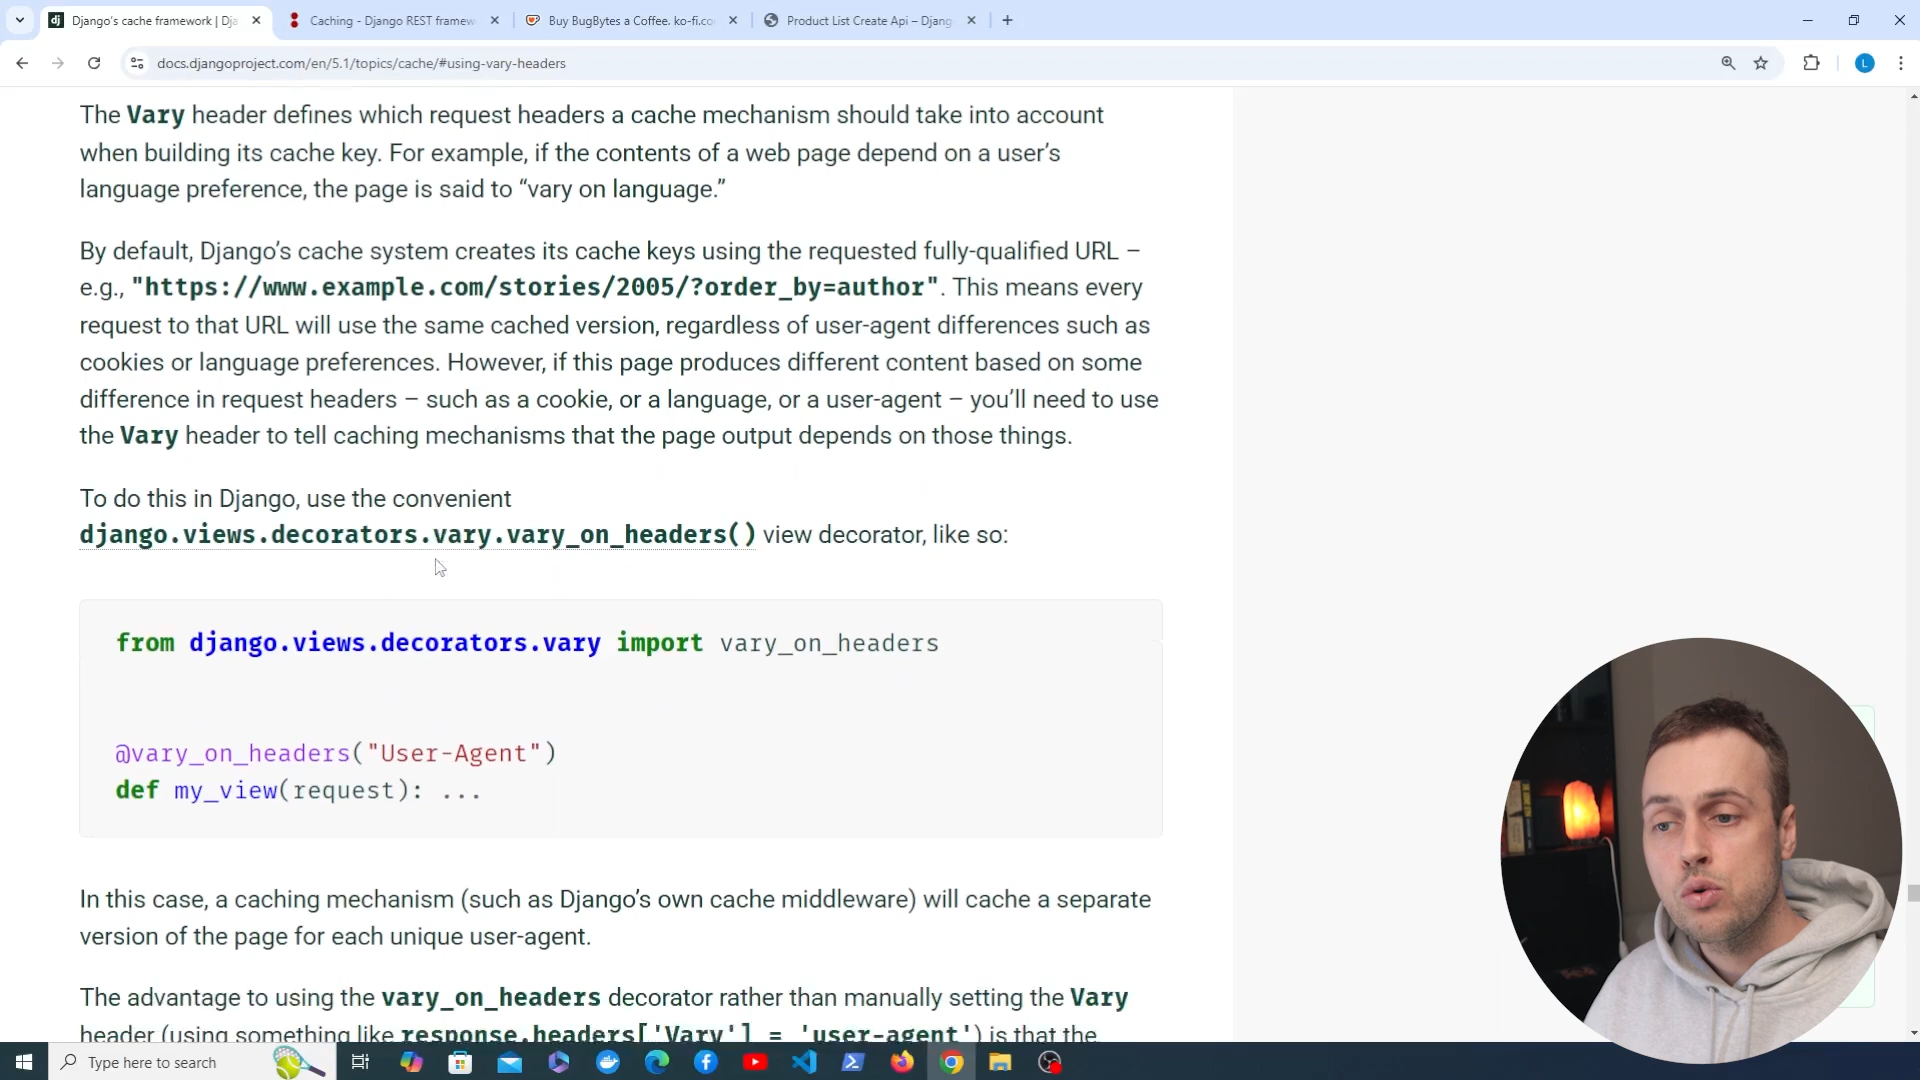 Django's cache framework | Dja
Caching - Django REST framew
Buy BugBytes a Coffee. ko-fi.co
Product List Create Api – Djang
docs.djangoproject.com/en/5.1/topics/cache/#using-vary-headers
L
The Vary header defines which request headers a cache mechanism should take into account
when building its cache key. For example, if the contents of a web page depend on a user's
language preference, the page is said to “vary on language.”
By default, Django's cache system creates its cache keys using the requested fully-qualified URL –
e.g., "https://www.example.com/stories/2005/?order_by=author". This means every
request to that URL will use the same cached version, regardless of user-agent differences such as
cookies or language preferences. However, if this page produces different content based on some
difference in request headers – such as a cookie, or a language, or a user-agent – you'll need to use
the Vary header to tell caching mechanisms that the page output depends on those things.
To do this in Django, use the convenient
django.views.decorators.vary.vary_on_headers() view decorator, like so:
from django.views.decorators.vary import vary_on_headers
@vary_on_headers("User-Agent")
def my_view(request): ...
In this case, a caching mechanism (such as Django's own cache middleware) will cache a separate
version of the page for each unique user-agent.
The advantage to using the vary_on_headers decorator rather than manually setting the Vary
header (using something like response.headers['Vary'] = 'user-agent') is that the
Type here to search